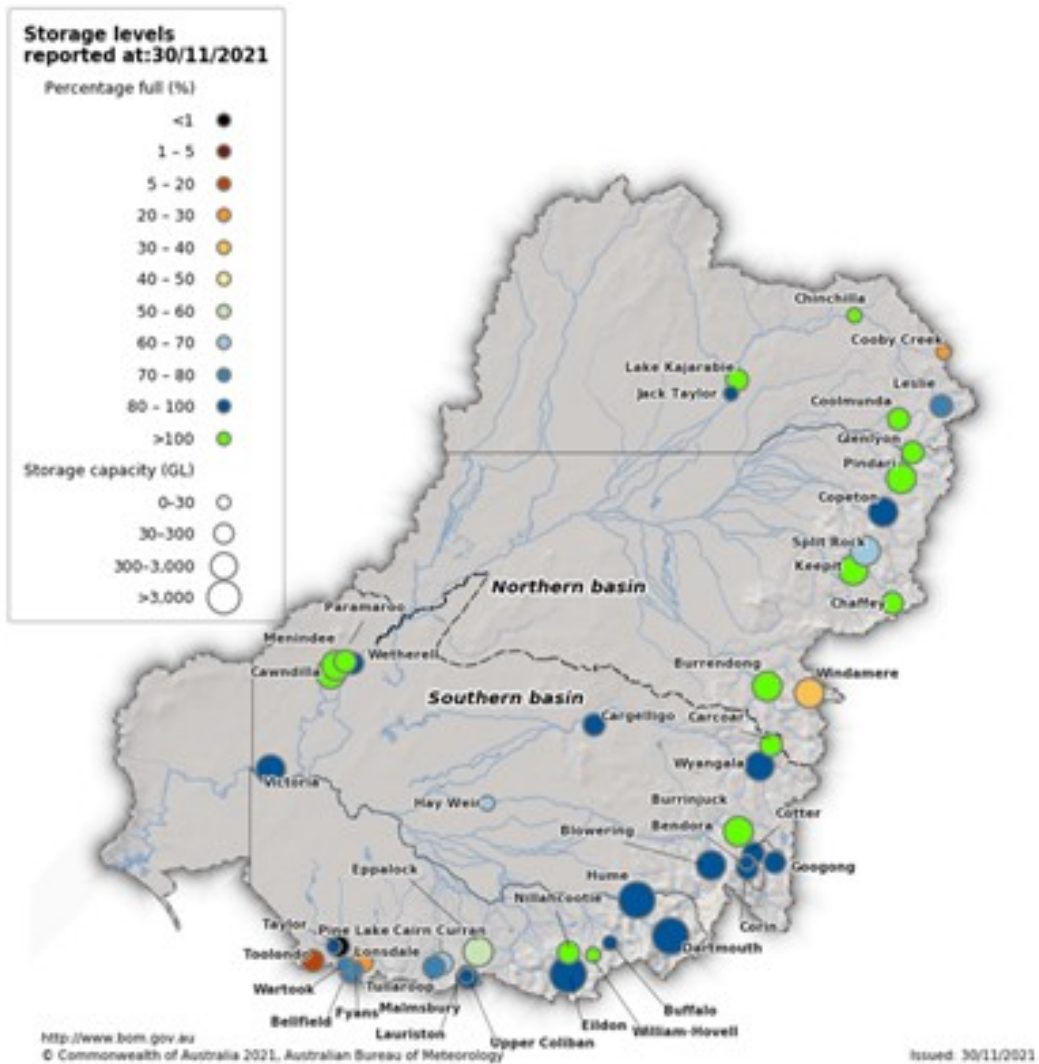 Storage levels
reported at:30/11/2021
Percentage full (%)
<1
1 – 5
5 – 20
20 – 30
30 – 40
40 – 50
50 – 60
60 – 70
70 – 80
80 – 100
>100
Storage capacity (GL)
0–30
30–300
300–3,000
>3,000
Chinchilla
Cooby Creek
Lake Kajarabie
Leslie
Jack Taylor
Coolmunda
Glenlyon
Pindari
Copeton
Split Rock
Keepit
Northern basin
Chaffey
Paramaroo
Menindee
Wetherell
Cawndilla
Burrendong
Windamere
Southern basin
Cargelligo
Carcoar
Wyangala
Victoria
Hay Weir
Burrinjuck
Cotter
Bendora
Blowering
Googong
Eppalock
Hume
Nillahcootie
Taylor
Pine Lake
Cairn Curran
Corin
Toolondo
Lonsdale
Dartmouth
Wartook
Tullaroop
Bellfield
Fyans
Malmsbury
Buffalo
Lauriston
Eildon
William-Hovell
Upper Coliban
http://www.bom.gov.au
© Commonwealth of Australia 2021, Australian Bureau of Meteorology
Issued: 30/11/2021